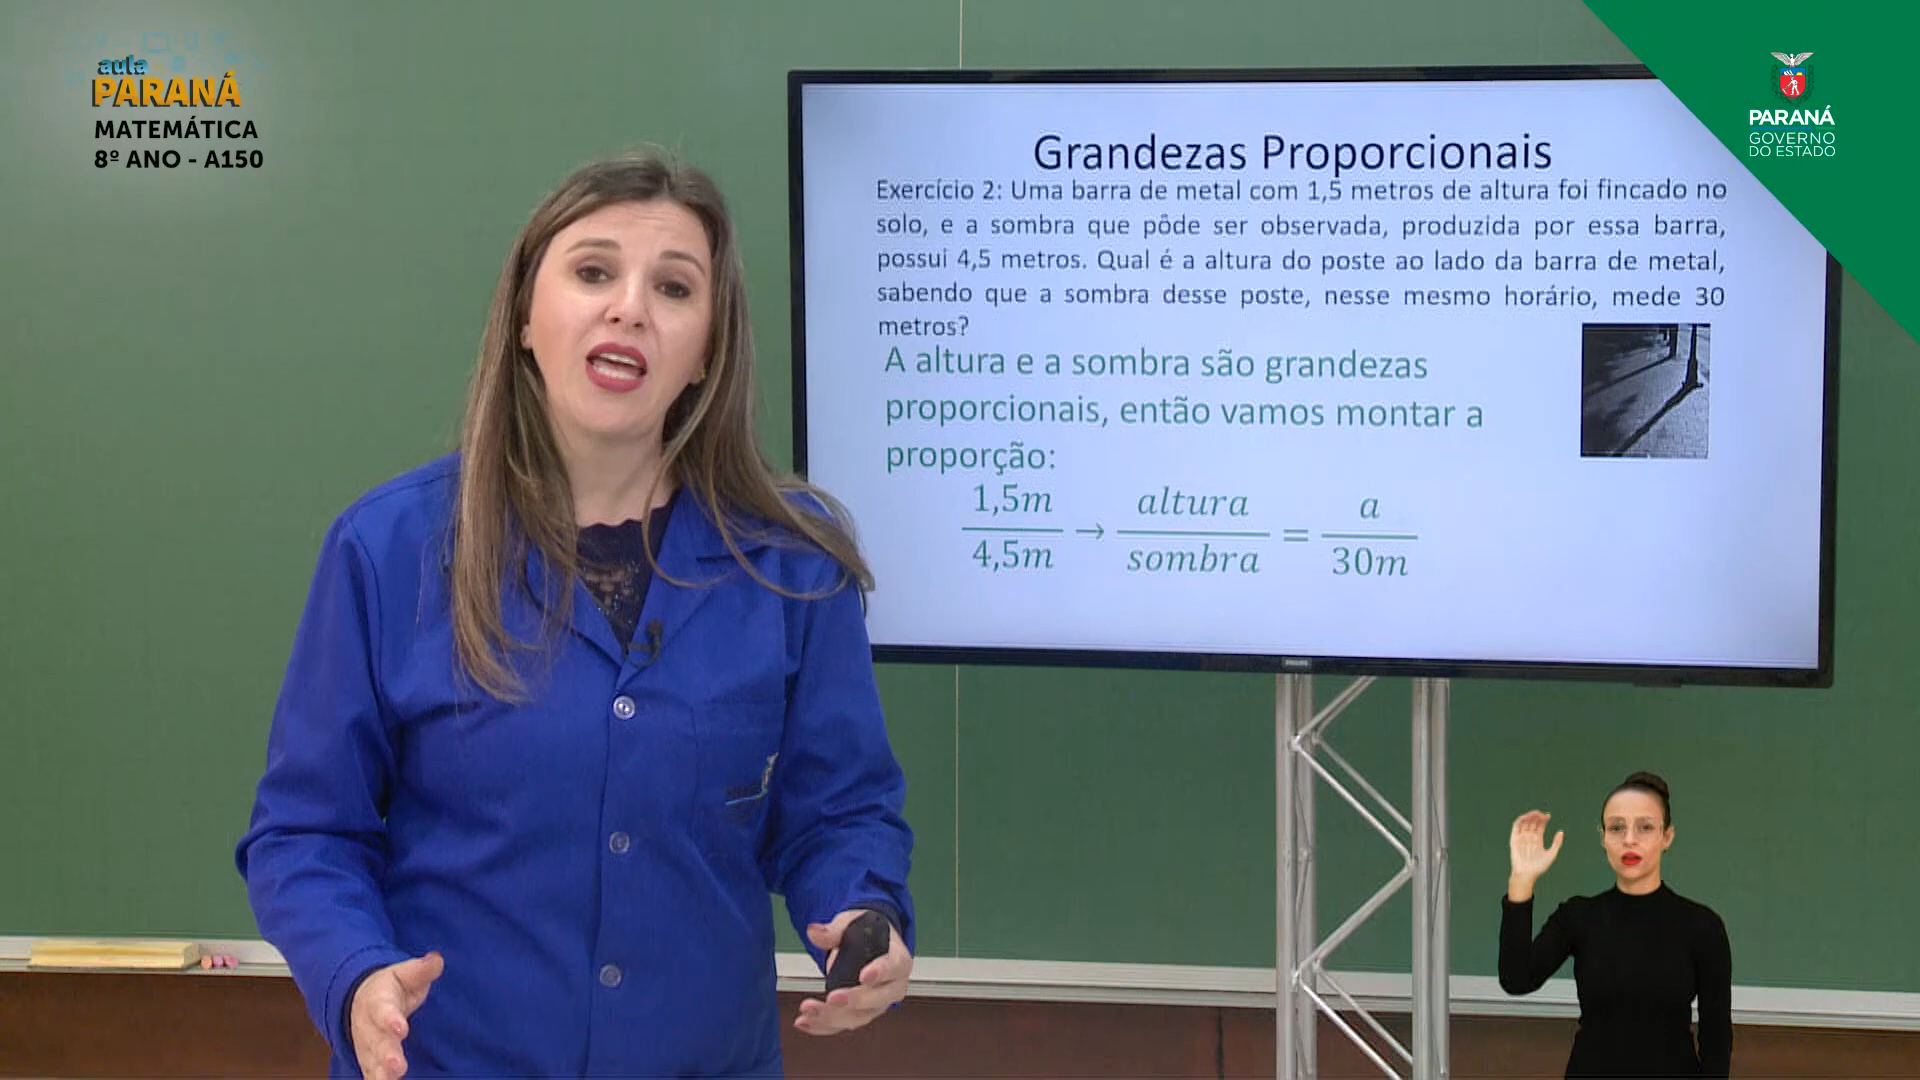 aula
PARANÁ
MATEMÁTICA
8º ANO - A150
PARANÁ
GOVERNO
DO ESTADO
Grandezas Proporcionais
Exercício 2: Uma barra de metal com 1,5 metros de altura foi fincado no
solo, e a sombra que pôde ser observada, produzida por essa barra,
possui 4,5 metros. Qual é a altura do poste ao lado da barra de metal,
sabendo que a sombra desse poste, nesse mesmo horário, mede 30
metros?
A altura e a sombra são grandezas
proporcionais, então vamos montar a
proporção:
1,5m altura a
→ =
4,5m sombra 30m
PHILIPS